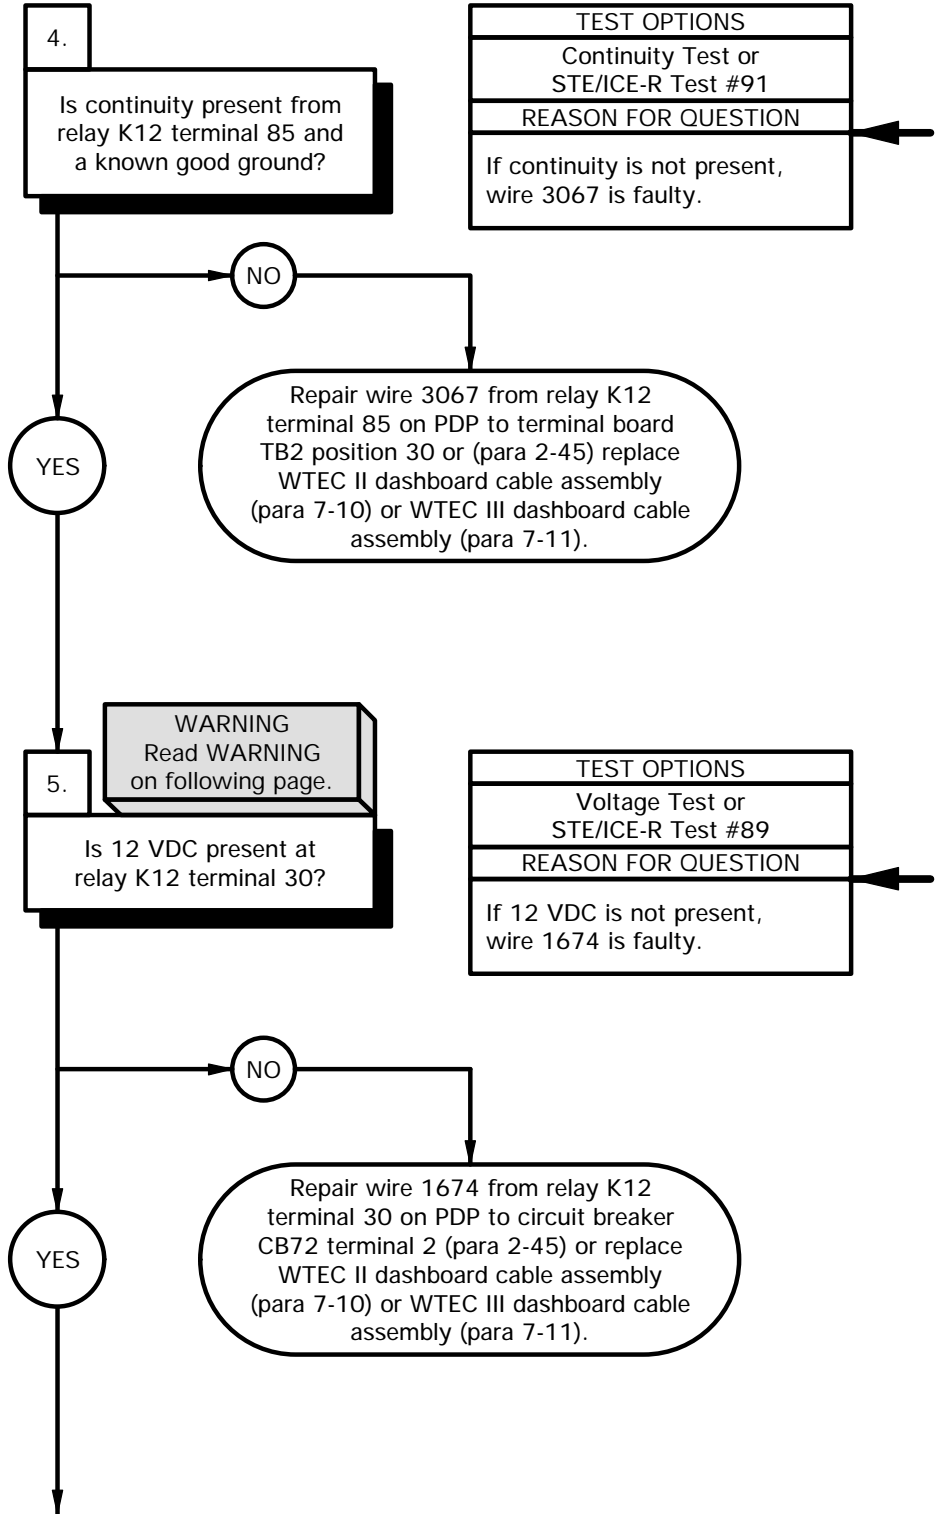 4.
Is continuity present from
relay K12 terminal 85 and
a known good ground?
TEST OPTIONS
Continuity Test or
STE/ICE-R Test #91
REASON FOR QUESTION
If continuity is not present,
wire 3067 is faulty.
NO
YES
Repair wire 3067 from relay K12
terminal 85 on PDP to terminal board
TB2 position 30 or (para 2-45) replace
WTEC II dashboard cable assembly
(para 7-10) or WTEC III dashboard cable
assembly (para 7-11).
WARNING
Read WARNING
on following page.
5.
Is 12 VDC present at
relay K12 terminal 30?
TEST OPTIONS
Voltage Test or
STE/ICE-R Test #89
REASON FOR QUESTION
If 12 VDC is not present,
wire 1674 is faulty.
NO
YES
Repair wire 1674 from relay K12
terminal 30 on PDP to circuit breaker
CB72 terminal 2 (para 2-45) or replace
WTEC II dashboard cable assembly
(para 7-10) or WTEC III dashboard cable
assembly (para 7-11).